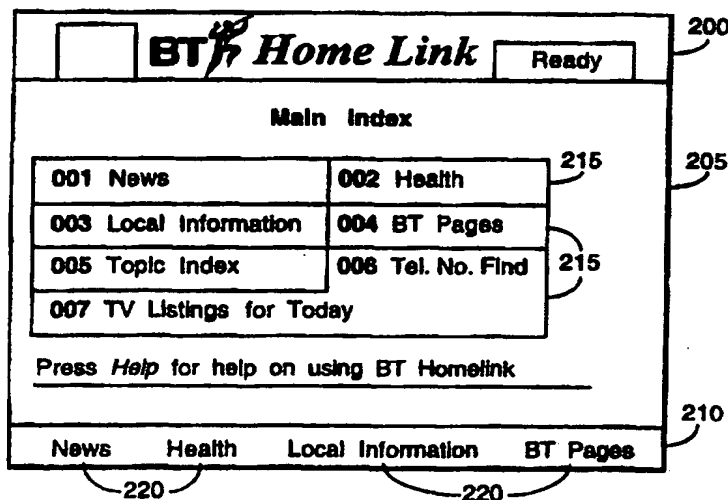 200
BT Home Link Ready
Main Index
001 News 002 Health 215
205
003 Local Information 004 BT Pages
005 Topic Index 006 Tel. No. Find 215
007 TV Listings for Today
Press Help for help on using BT Homelink
210
News Health Local Information BT Pages
220 220